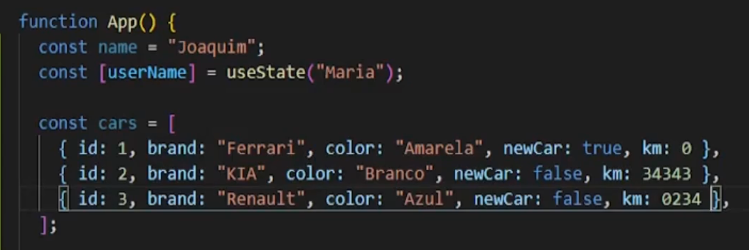 function App() {
const name = "Joaquim";
const [userName] = useState("Maria");
const cars = [
{ id: 1, brand: "Ferrari", color: "Amarela", newCar: true, km: 0 },
{ id: 2, brand: "KIA", color: "Branco", newCar: false, km: 34343 },
{ id: 3, brand: "Renault", color: "Azul", newCar: false, km: 0234 },
];